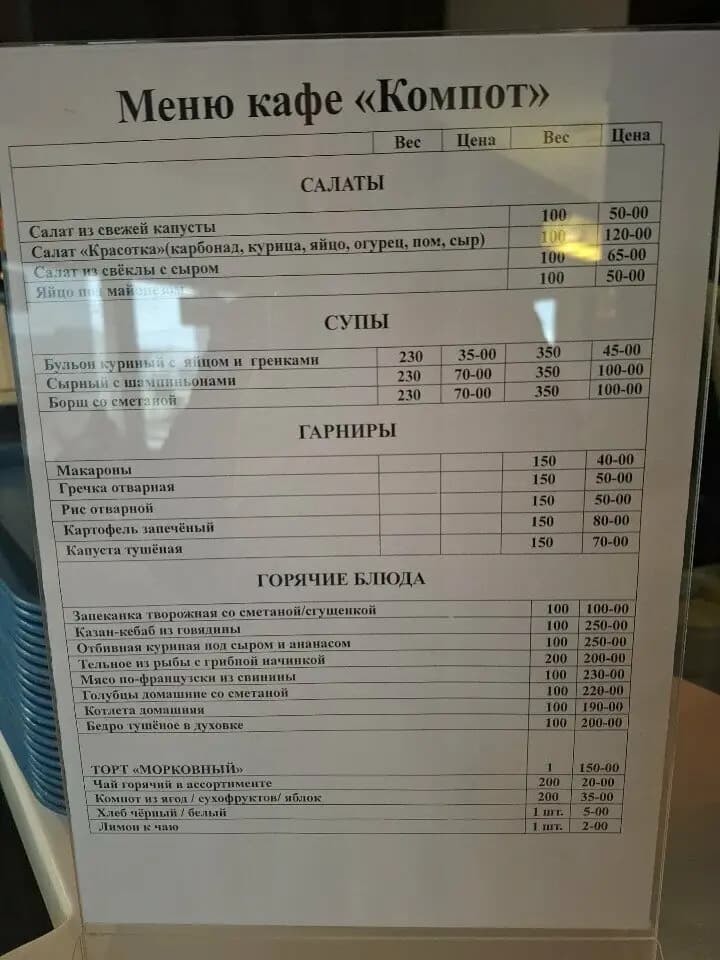 Меню кафе «Компот»
Вес Цена Вес Цена
САЛАТЫ
Салат из свежей капусты 100 50-00
Салат «Красотка»(карбонад, курица, яйцо, огурец, пом, сыр) 100 120-00
Салат из свёклы с сыром 100 65-00
Яйцо под майонезом 100 50-00
СУПЫ
Бульон куриный с яйцом и гренками 230 35-00 350 45-00
Сырный с шампиньонами 230 70-00 350 100-00
Борщ со сметаной 230 70-00 350 100-00
ГАРНИРЫ
Макароны 150 40-00
Гречка отварная 150 50-00
Рис отварной 150 50-00
Картофель запечёный 150 80-00
Капуста тушёная 150 70-00
ГОРЯЧИЕ БЛЮДА
Запеканка творожная со сметаной/сгущенкой 100 100-00
Казан-кебаб из говядины 100 250-00
Отбивная куриная под сыром и ананасом 100 250-00
Тельное из рыбы с грибной начинкой 200 200-00
Мясо по-французски из свинины 100 230-00
Голубцы домашние со сметаной 100 220-00
Котлета домашняя 100 190-00
Бедро тушёное в духовке 100 200-00
ТОРТ «МОРКОВНЫЙ» 1 150-00
Чай горячий в ассортименте 200 20-00
Компот из ягод / сухофруктов/ яблок 200 35-00
Хлеб чёрный / белый 1 шт. 5-00
Лимон к чаю 1 шт. 2-00